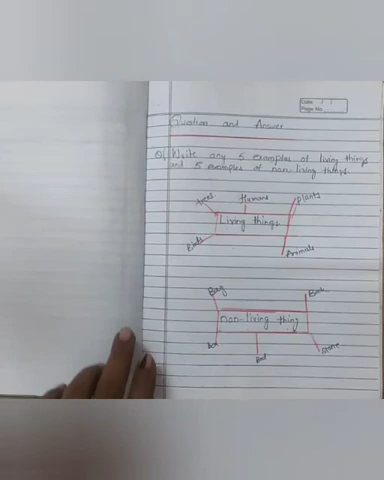 Date / /
Page No.
Question and Answer
Q1 Write any 5 examples of living things
and 5 examples of non-living things.
Trees Humans Plants
Living things
Birds Animals
Bag Book
non-living thing
Bed Stone